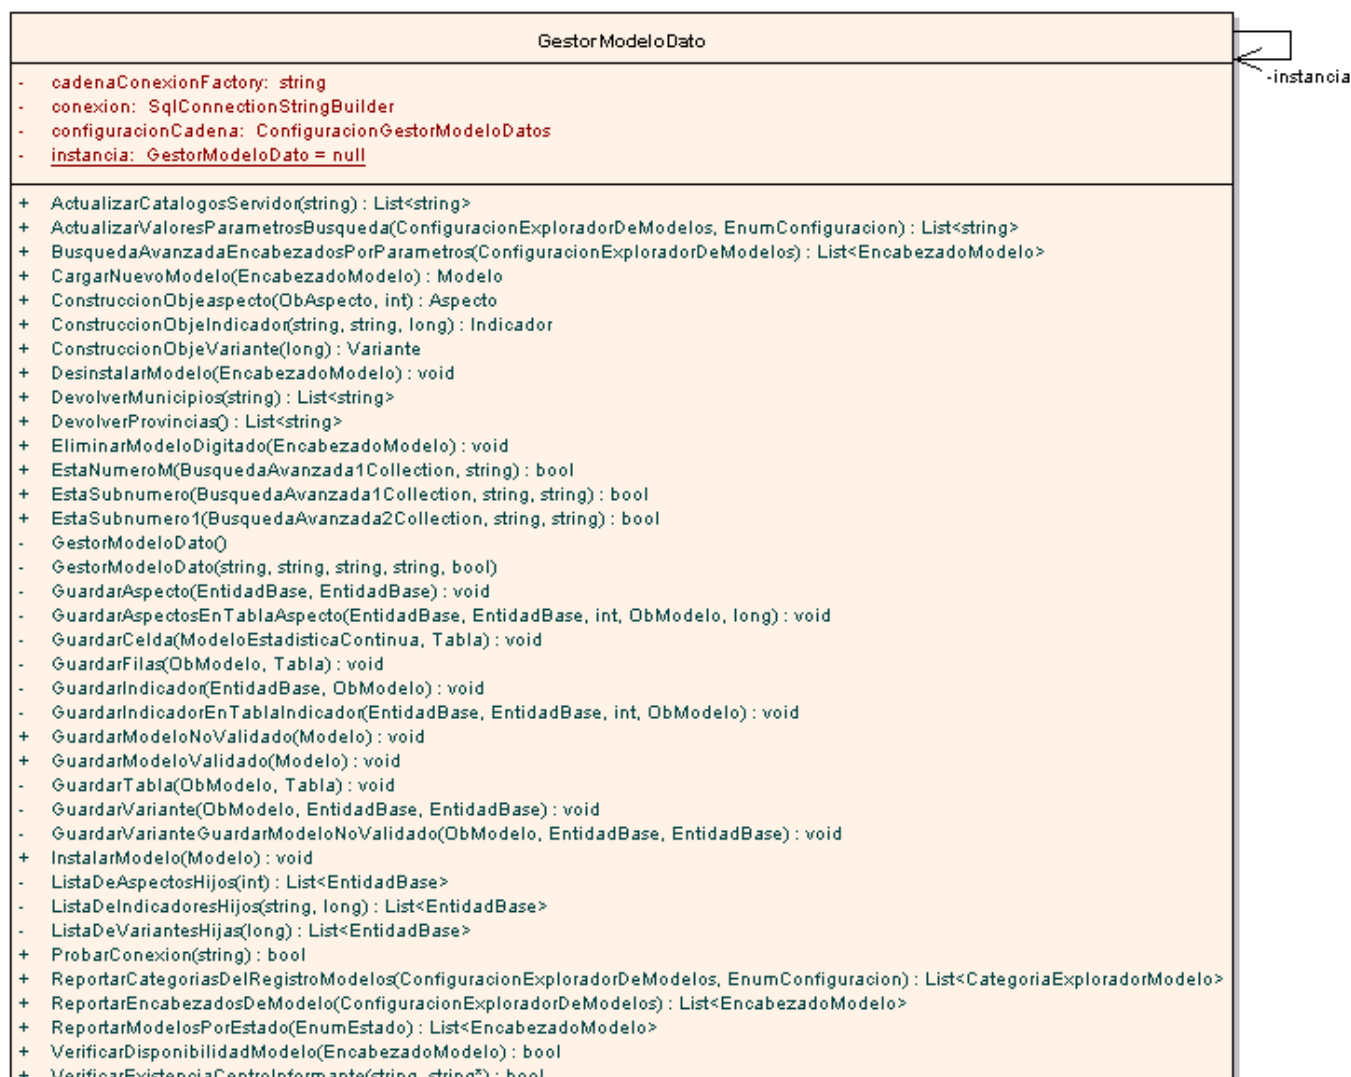 GestorModeloDato
-instancia
- cadenaConexionFactory: string
- conexion: SqlConnectionStringBuilder
- configuracionCadena: ConfiguracionGestorModeloDatos
- instancia: GestorModeloDato = null
+ ActualizarCatalogosServidor(string) : List<string>
+ ActualizarValoresParametrosBusqueda(ConfiguracionExploradorDeModelos, EnumConfiguracion) : List<string>
+ BusquedaAvanzadaEncabezadosPorParametros(ConfiguracionExploradorDeModelos) : List<EncabezadoModelo>
+ CargarNuevoModelo(EncabezadoModelo) : Modelo
+ ConstruccionObjeaspecto(ObAspecto, int) : Aspecto
+ ConstruccionObjeIndicador(string, string, long) : Indicador
+ ConstruccionObjeVariante(long) : Variante
+ DesinstalarModelo(EncabezadoModelo) : void
+ DevolverMunicipios(string) : List<string>
+ DevolverProvincias() : List<string>
+ EliminarModeloDigitado(EncabezadoModelo) : void
+ EstaNumeroM(BusquedaAvanzada1Collection, string) : bool
+ EstaSubnumero(BusquedaAvanzada1Collection, string, string) : bool
+ EstaSubnumero1(BusquedaAvanzada2Collection, string, string) : bool
- GestorModeloDato()
- GestorModeloDato(string, string, string, string, bool)
- GuardarAspecto(EntidadBase, EntidadBase) : void
- GuardarAspectosEnTablaAspecto(EntidadBase, EntidadBase, int, ObModelo, long) : void
- GuardarCelda(ModeloEstadisticaContinua, Tabla) : void
- GuardarFilas(ObModelo, Tabla) : void
- GuardarIndicador(EntidadBase, ObModelo) : void
- GuardarIndicadorEnTablaIndicador(EntidadBase, EntidadBase, int, ObModelo) : void
+ GuardarModeloNoValidado(Modelo) : void
+ GuardarModeloValidado(Modelo) : void
- GuardarTabla(ObModelo, Tabla) : void
- GuardarVariante(ObModelo, EntidadBase, EntidadBase) : void
- GuardarVarianteGuardarModeloNoValidado(ObModelo, EntidadBase, EntidadBase) : void
+ InstalarModelo(Modelo) : void
- ListaDeAspectosHijos(int) : List<EntidadBase>
- ListaDeIndicadoresHijos(string, long) : List<EntidadBase>
- ListaDeVariantesHijas(long) : List<EntidadBase>
+ ProbarConexion(string) : bool
+ ReportarCategoriasDelRegistroModelos(ConfiguracionExploradorDeModelos, EnumConfiguracion) : List<CategoriaExploradorModelo>
+ ReportarEncabezadosDeModelo(ConfiguracionExploradorDeModelos) : List<EncabezadoModelo>
+ ReportarModelosPorEstado(EnumEstado) : List<EncabezadoModelo>
+ VerificarDisponibilidadModelo(EncabezadoModelo) : bool
+ VerificarExistenciaCentroInformante(string, string*) : bool